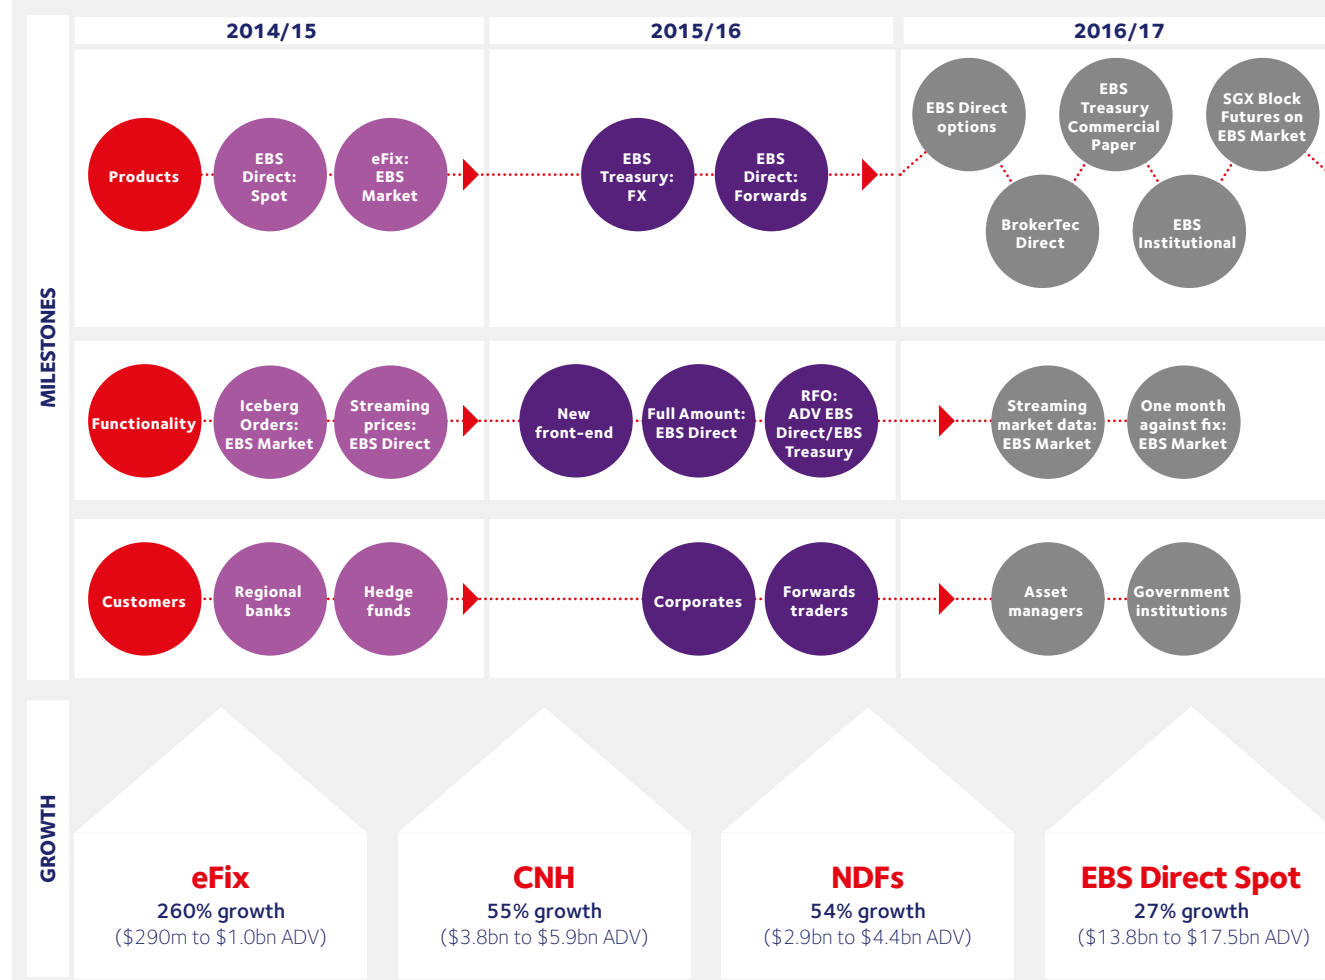 2014/15
2015/16
2016/17
MILESTONES
Products
EBS
Direct:
Spot
eFix:
EBS
Market
EBS
Treasury:
FX
EBS
Direct:
Forwards
EBS Direct
options
BrokerTec
Direct
EBS
Treasury
Commercial
Paper
EBS
Institutional
SGX Block
Futures on
EBS Market
Functionality
Iceberg
Orders:
EBS Market
Streaming
prices:
EBS Direct
New
front-end
Full Amount:
EBS Direct
RFO:
ADV EBS
Direct/EBS
Treasury
Streaming
market data:
EBS Market
One month
against fix:
EBS Market
Customers
Regional
banks
Hedge
funds
Corporates
Forwards
traders
Asset
managers
Government
institutions
GROWTH
eFix
260% growth
($290m to $1.0bn ADV)
CNH
55% growth
($3.8bn to $5.9bn ADV)
NDFs
54% growth
($2.9bn to $4.4bn ADV)
EBS Direct Spot
27% growth
($13.8bn to $17.5bn ADV)